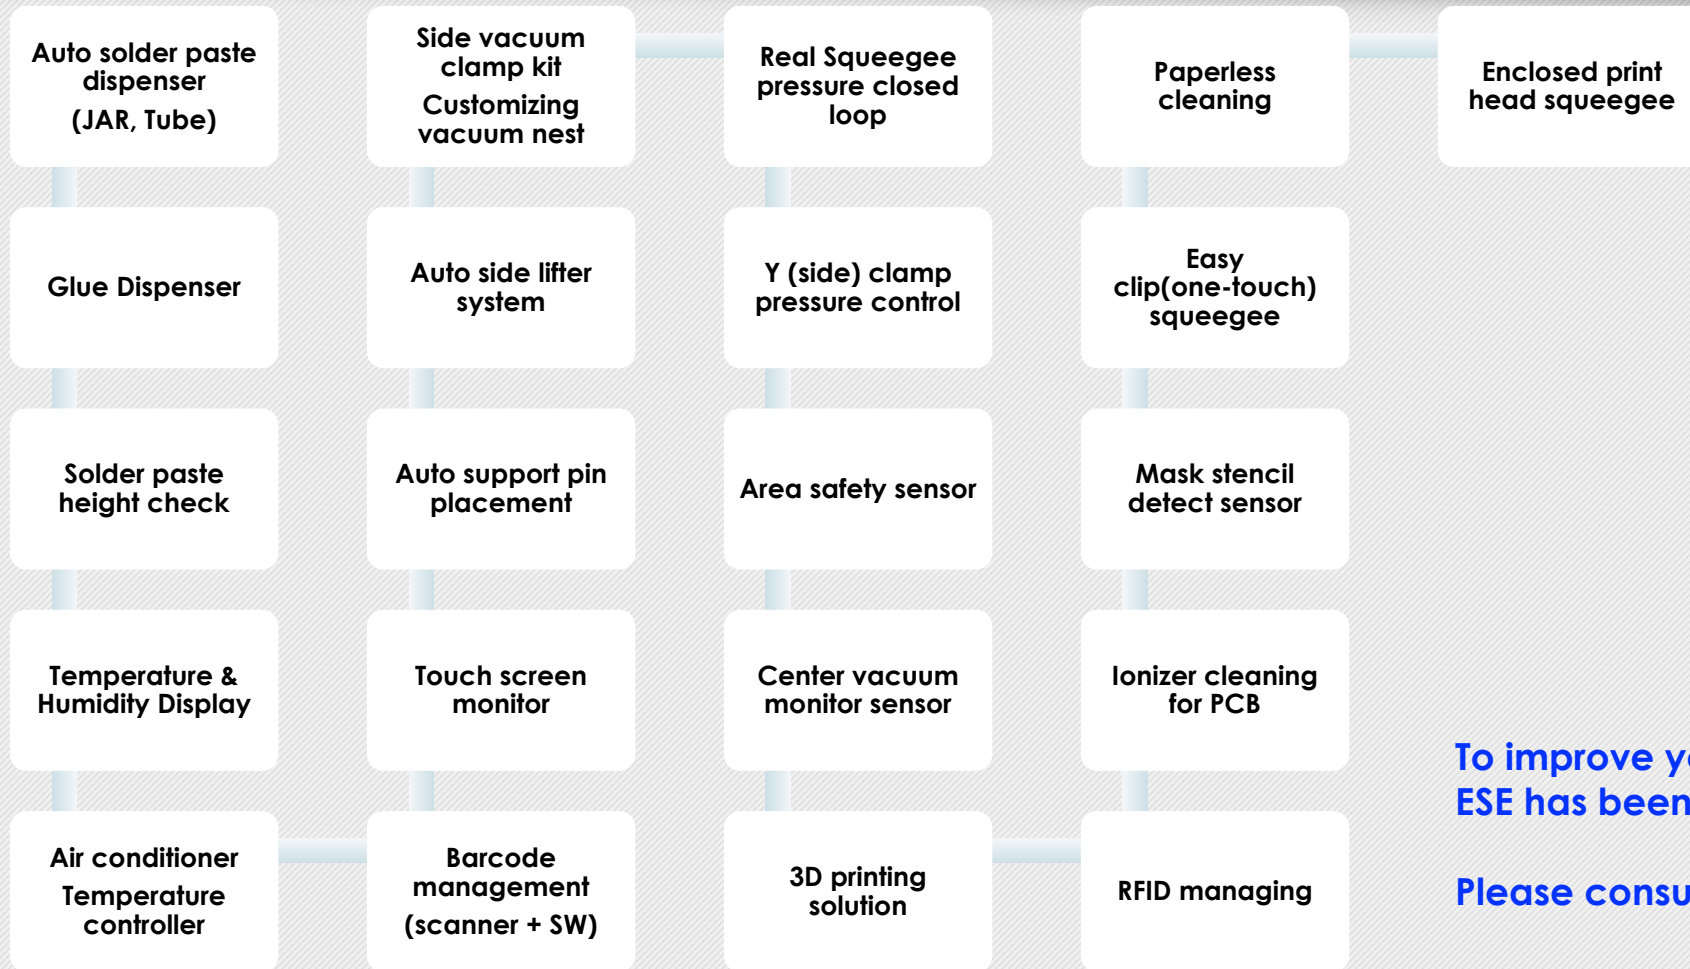 Auto solder paste
dispenser
(JAR, Tube)
Glue Dispenser
Solder paste
height check
Temperature &
Humidity Display
Air conditioner
Temperature
controller
Barcode
management
(scanner + SW)
Touch screen
monitor
Auto support pin
placement
Auto side lifter
system
Side vacuum
clamp kit
Customizing
vacuum nest
Real Squeegee
pressure closed
loop
Y (side) clamp
pressure control
Area safety sensor
Center vacuum
monitor sensor
3D printing
solution
RFID managing
Ionizer cleaning
for PCB
Mask stencil
detect sensor
Easy
clip(one-touch)
squeegee
Paperless
cleaning
Enclosed print
head squeegee
To improve
ESE has been
Please